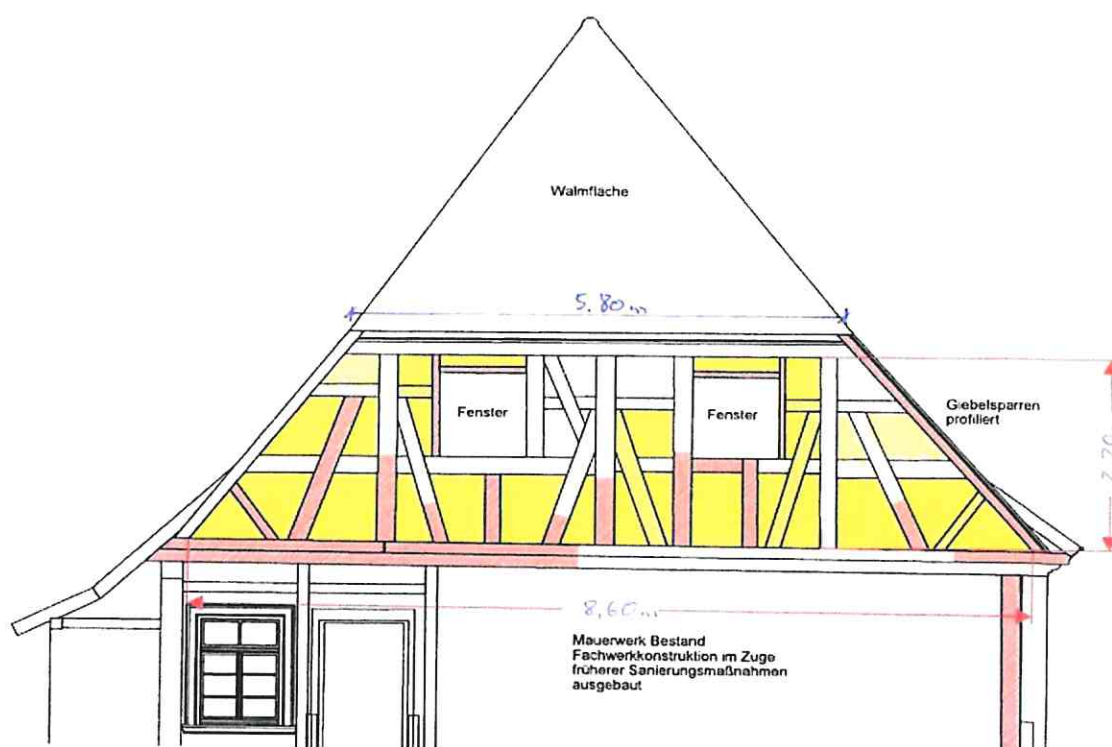 Walmfläche
5.80 m
Fenster
Fenster
Giebelsparren
profiliert
8,60 m
Mauerwerk Bestand
Fachwerkkonstruktion im Zuge
früherer Sanierungsmaßnahmen
ausgebaut